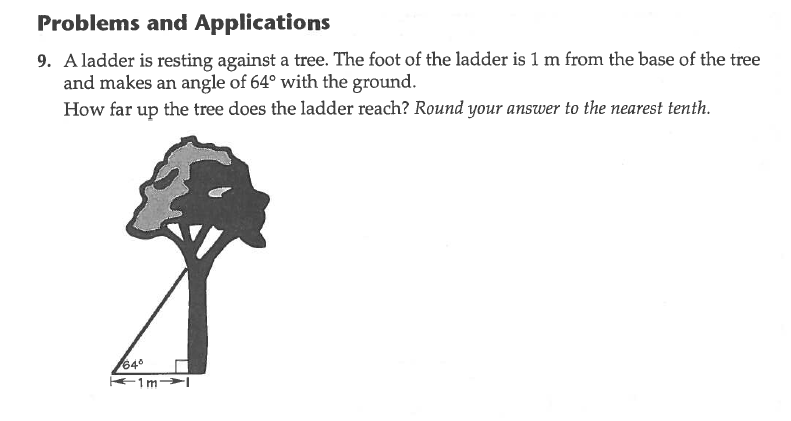 Problems and Applications
9. A ladder is resting against a tree. The foot of the ladder is 1 m from the base of the tree
and makes an angle of 64° with the ground.
How far up the tree does the ladder reach? Round your answer to the nearest tenth.
64°
1 m